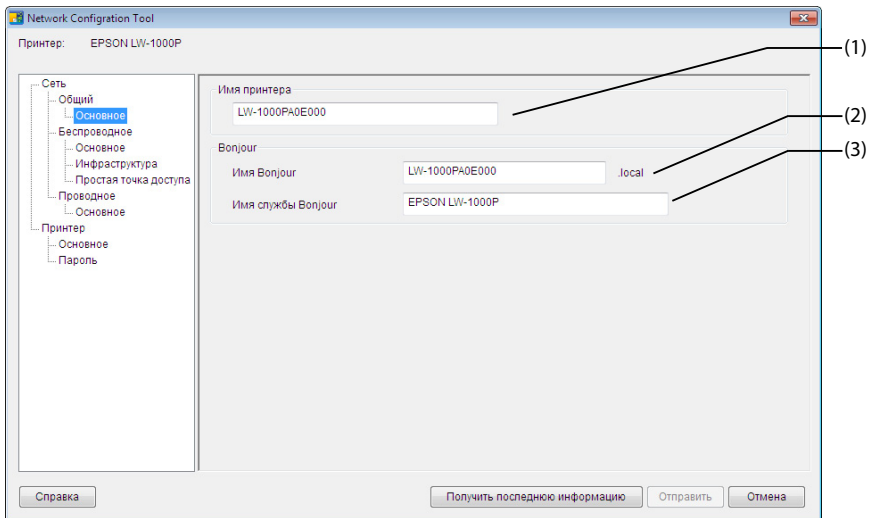 Network Configration Tool
Принтер: EPSON LW-1000P
(1)
Сеть
Общий
Основное
Беспроводное
Основное
Инфраструктура
Простая точка доступа
Проводное
Основное
Принтер
Основное
Пароль
Имя принтера
LW-1000PA0E000
Bonjour
(2)
Имя Bonjour LW-1000PA0E000 .local
(3)
Имя службы Bonjour EPSON LW-1000P
Справка Получить последнюю информацию Отправить Отмена